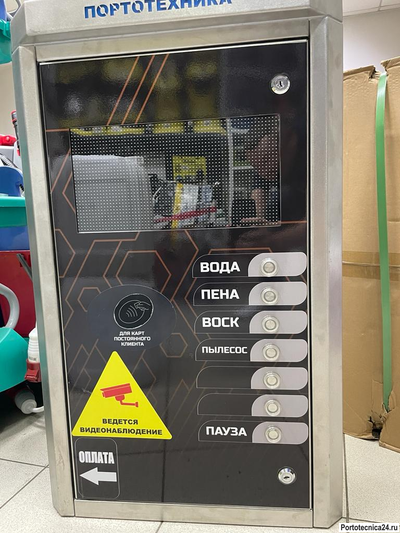 ПОРТОТЕХНИКА
ВОДА
ПЕНА
ВОСК
ПЫЛЕСОС
ДЛЯ КАРТ
ПОСТОЯННОГО
КЛИЕНТА
ВЕДЕТСЯ
ВИДЕОНАБЛЮДЕНИЕ
ПАУЗА
ОПЛАТА
Portotecnica24.ru